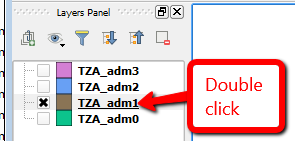 Layers Panel
TZA_adm3
TZA_adm2
TZA_adm1
TZA_adm0
Double
click